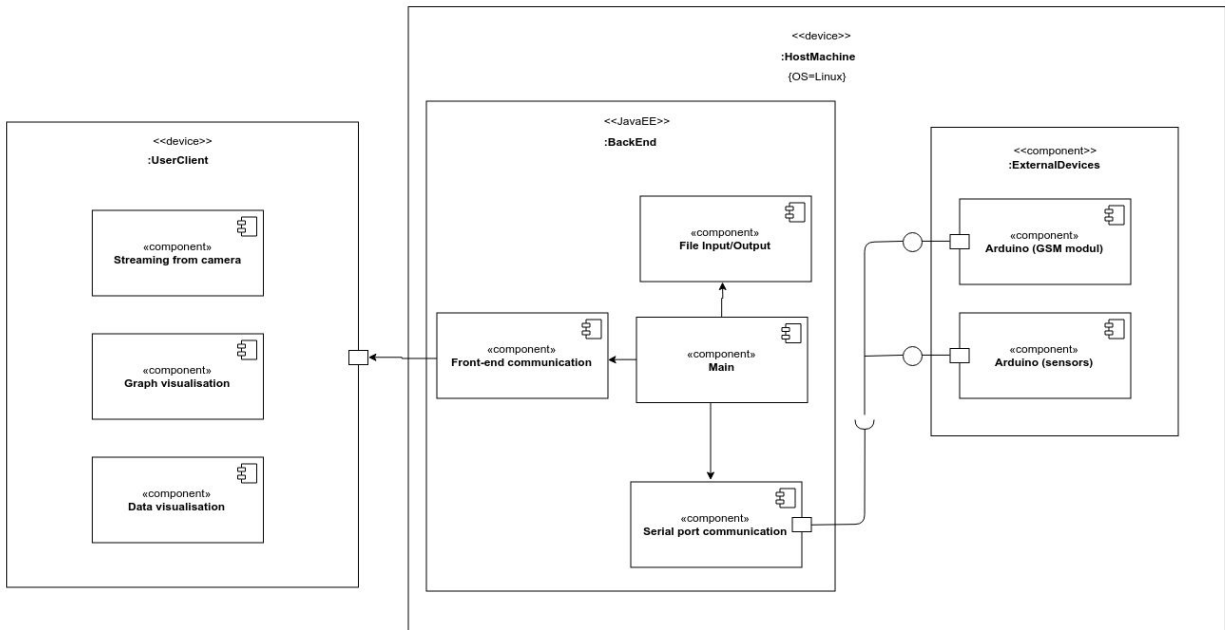 <<device>>
:UserClient
«component»
Streaming from camera
«component»
Graph visualisation
«component»
Data visualisation
<<device>>
:HostMachine
{OS=Linux}
<<JavaEE>>
:BackEnd
«component»
File Input/Output
«component»
Front-end communication
«component»
Main
«component»
Serial port communication
<<component>>
:ExternalDevices
«component»
Arduino (GSM modul)
«component»
Arduino (sensors)